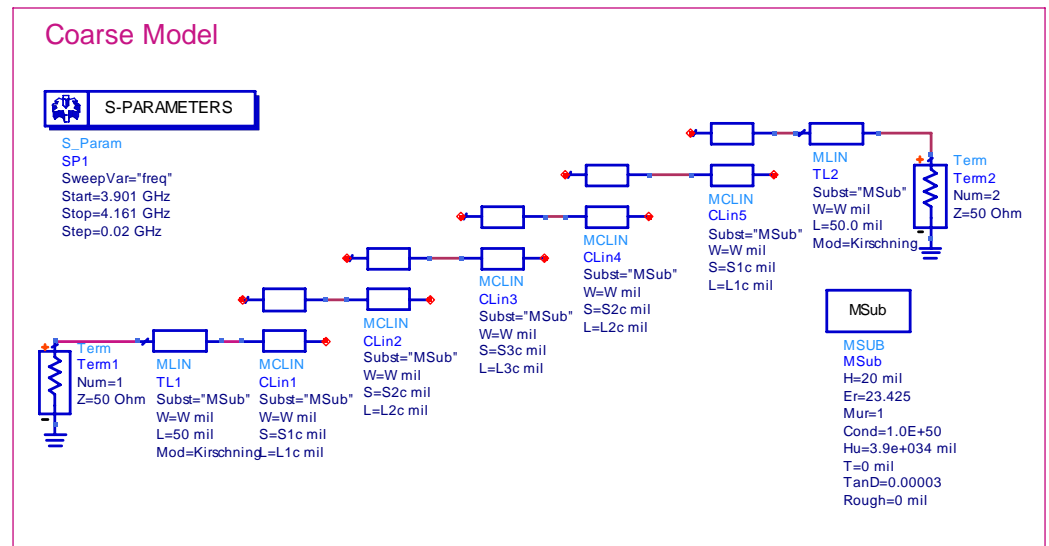 Coarse Model
S-PARAMETERS
S_Param
SP1
SweepVar="freq"
Start=3.901 GHz
Stop=4.161 GHz
Step=0.02 GHz
Term
Term1
Num=1
Z=50 Ohm
MLIN
TL1
Subst="MSub"
W=W mil
L=50 mil
Mod=Kirschning
MCLIN
CLin1
Subst="MSub"
W=W mil
S=S1c mil
L=L1c mil
MCLIN
CLin2
Subst="MSub"
W=W mil
S=S2c mil
L=L2c mil
MCLIN
CLin3
Subst="MSub"
W=W mil
S=S3c mil
L=L3c mil
MCLIN
CLin4
Subst="MSub"
W=W mil
S=S2c mil
L=L2c mil
MCLIN
CLin5
Subst="MSub"
W=W mil
S=S1c mil
L=L1c mil
MLIN
TL2
Subst="MSub"
W=W mil
L=50.0 mil
Mod=Kirschning
Term
Term2
Num=2
Z=50 Ohm
MSub
MSUB
MSub
H=20 mil
Er=23.425
Mur=1
Cond=1.0E+50
Hu=3.9e+034 mil
T=0 mil
TanD=0.00003
Rough=0 mil